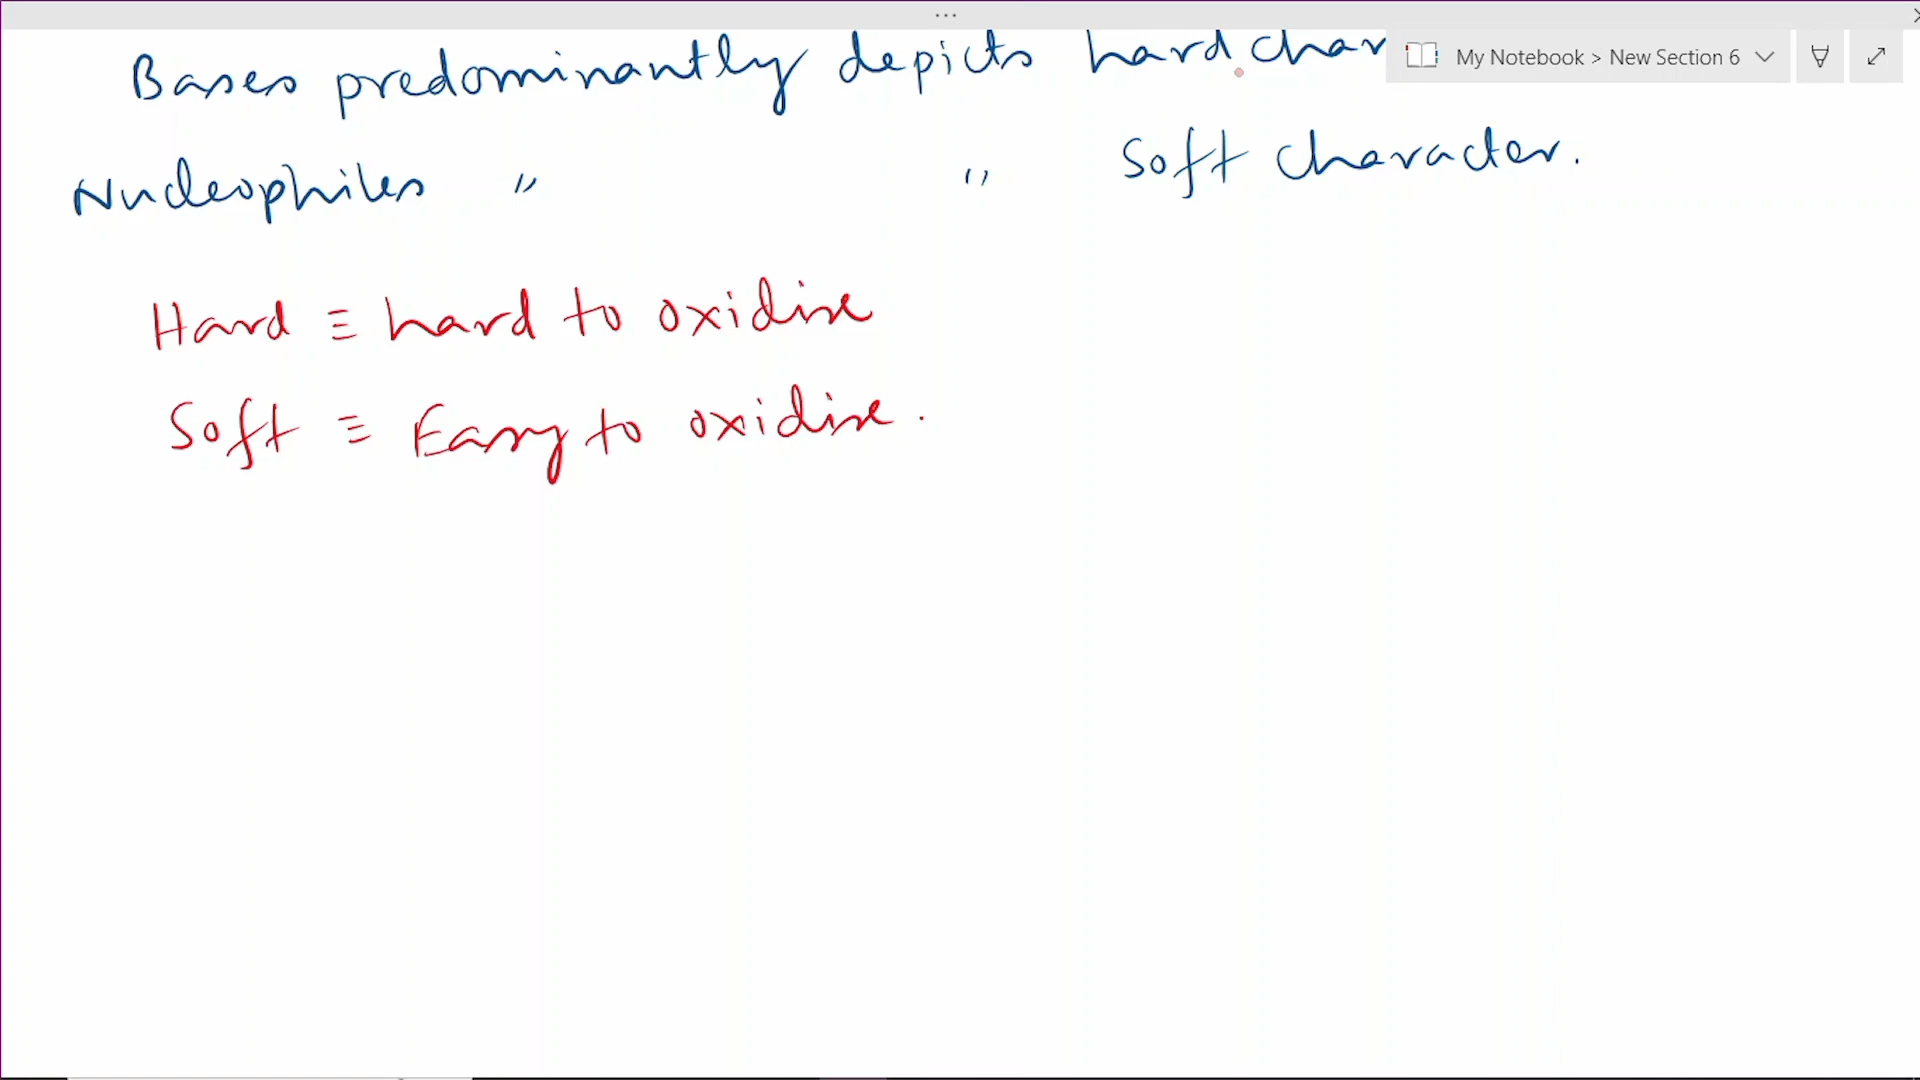 ...
Bases predominantly depicts hard char
My Notebook > New Section 6
Nucleophiles " " Soft character.
Hard ≡ hard to oxidise
Soft ≡ Easy to oxidise.